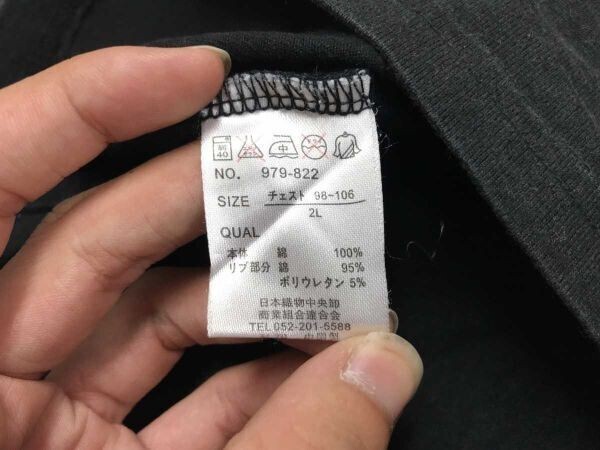 40
中
NO. 979-822
SIZE チェスト 98-106
2L
QUAL
本体 綿 100%
リブ部分 綿 95%
ポリウレタン 5%
日本織物中央卸
商業組合連合会
TEL 052-201-5588